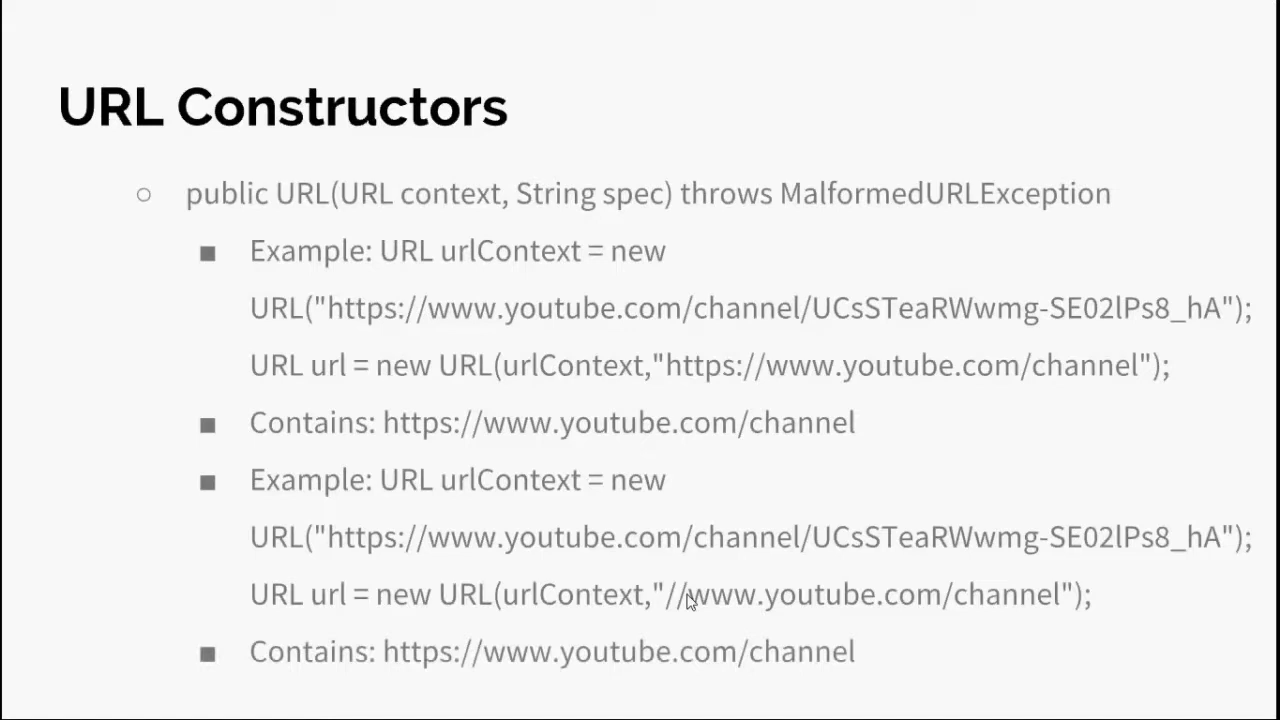 URL Constructors
○ public URL(URL context, String spec) throws MalformedURLException
■ Example: URL urlContext = new
URL("https://www.youtube.com/channel/UCsSTeaRWwmg-SE02lPs8_hA");
URL url = new URL(urlContext,"https://www.youtube.com/channel");
■ Contains: https://www.youtube.com/channel
■ Example: URL urlContext = new
URL("https://www.youtube.com/channel/UCsSTeaRWwmg-SE02lPs8_hA");
URL url = new URL(urlContext,"//www.youtube.com/channel");
■ Contains: https://www.youtube.com/channel